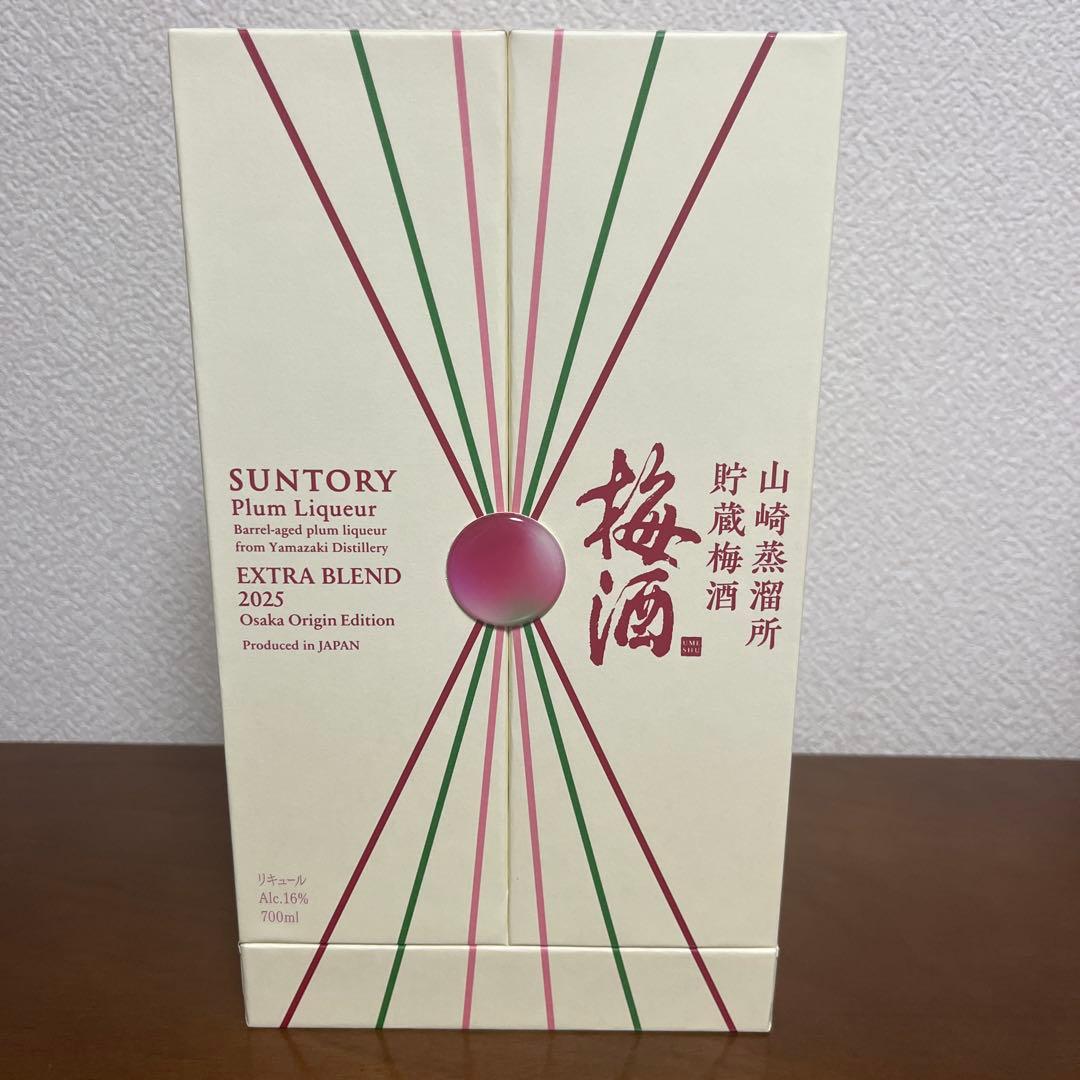 SUNTORY
Plum Liqueur
Barrel-aged plum liqueur
from Yamazaki Distillery
EXTRA BLEND
2025
Osaka Origin Edition
Produced in JAPAN
山崎蒸溜所
貯蔵梅酒
梅酒
UME
SHU
リキュール
Alc.16%
700ml